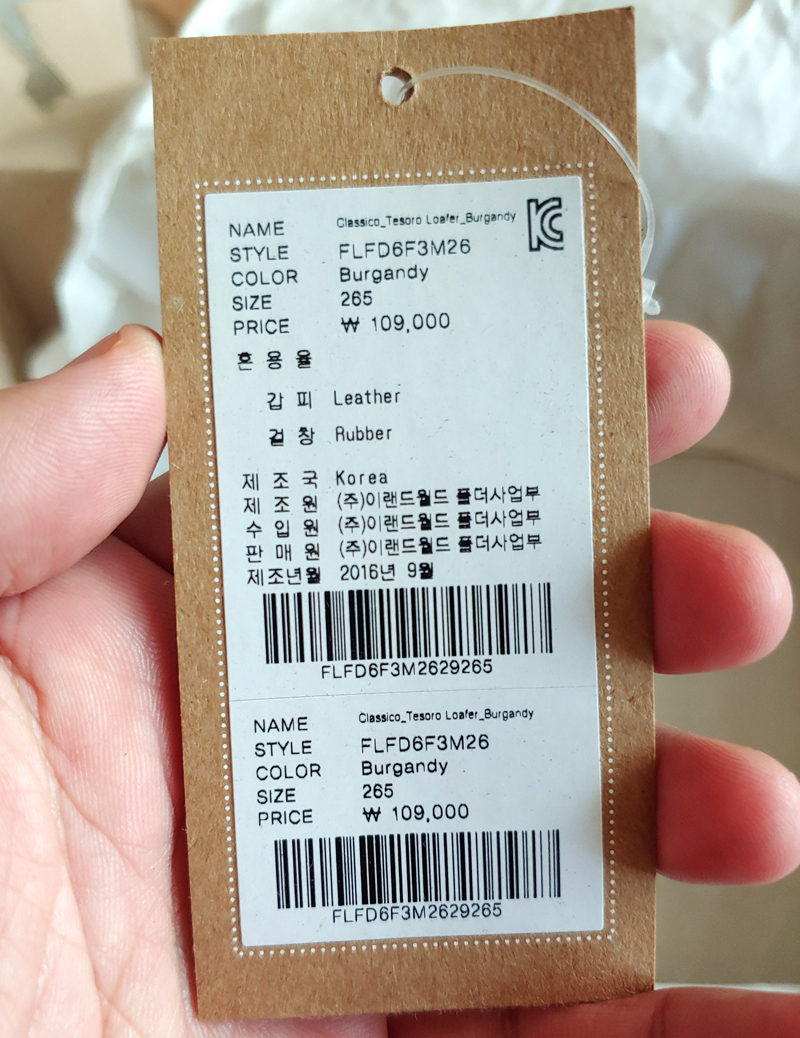 NAME Classico_Tesoro Loafer_Burgandy
STYLE FLFD6F3M26
COLOR Burgandy
SIZE 265
PRICE ₩ 109,000
혼 용 율
갑 피 Leather
겉 창 Rubber
제 조 국 Korea
제 조 원 (주)이랜드월드 폴더사업부
수 입 원 (주)이랜드월드 폴더사업부
판 매 원 (주)이랜드월드 폴더사업부
제조년월 2016년 9월
FLFD6F3M2629265
NAME Classico_Tesoro Loafer_Burgandy
STYLE FLFD6F3M26
COLOR Burgandy
SIZE 265
PRICE ₩ 109,000
FLFD6F3M2629265